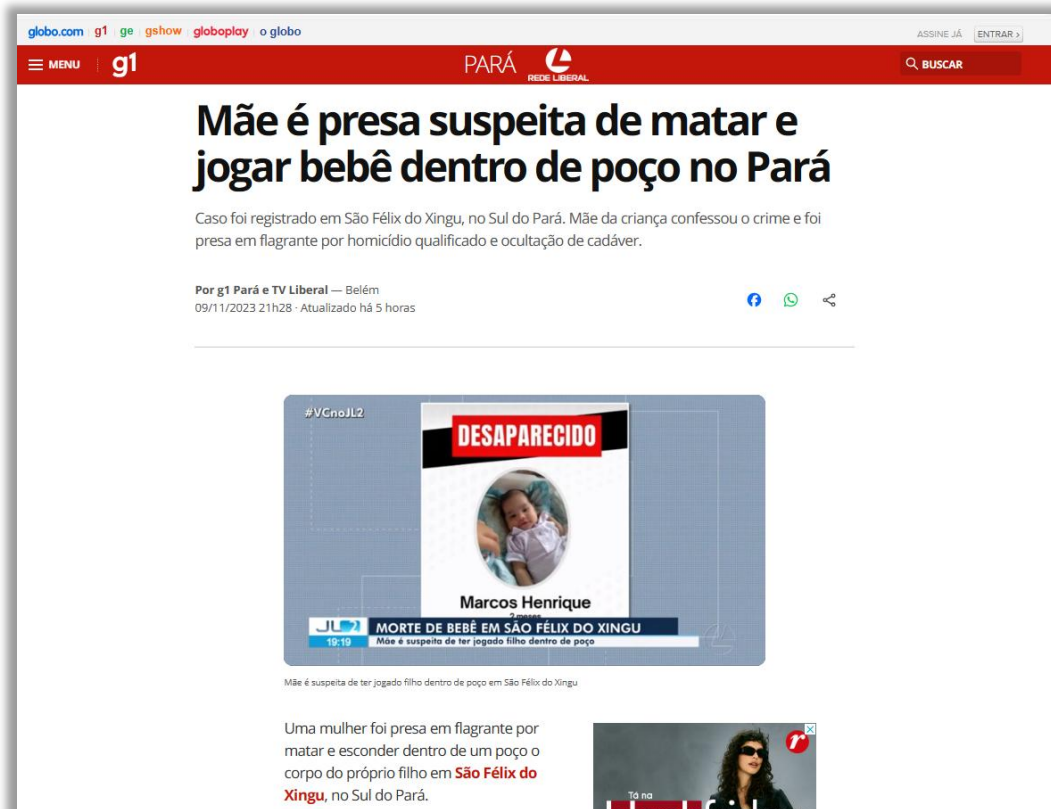 globo.com g1 ge gshow globoplay o globo
ASSINE JÁ ENTRAR ›
MENU g1
PARÁ
REDE LIBERAL
BUSCAR
Mãe é presa suspeita de matar e
jogar bebê dentro de poço no Pará
Caso foi registrado em São Félix do Xingu, no Sul do Pará. Mãe da criança confessou o crime e foi
presa em flagrante por homicídio qualificado e ocultação de cadáver.
Por g1 Pará e TV Liberal — Belém
09/11/2023 21h28 · Atualizado há 5 horas
#VCnoJL2
DESAPARECIDO
Marcos Henrique
2 meses
JL2 MORTE DE BEBÊ EM SÃO FÉLIX DO XINGU
19:19 Mãe é suspeita de ter jogado filho dentro de poço
Mãe é suspeita de ter jogado filho dentro de poço em São Félix do Xingu
Uma mulher foi presa em flagrante por
matar e esconder dentro de um poço o
corpo do próprio filho em São Félix do
Xingu, no Sul do Pará.
r
Tá na